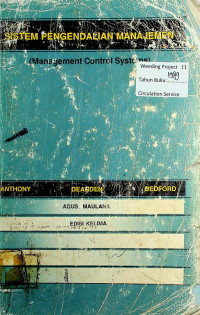 SISTEM PENGENDALIAN MANAJEMEN
(Management Control Systems)
Weeding Project 11
Tahun Buku:
Circulation Service
ANTHONY DEARDEN BEDFORD
AGUS. MAULANA
EDISI KELIMA